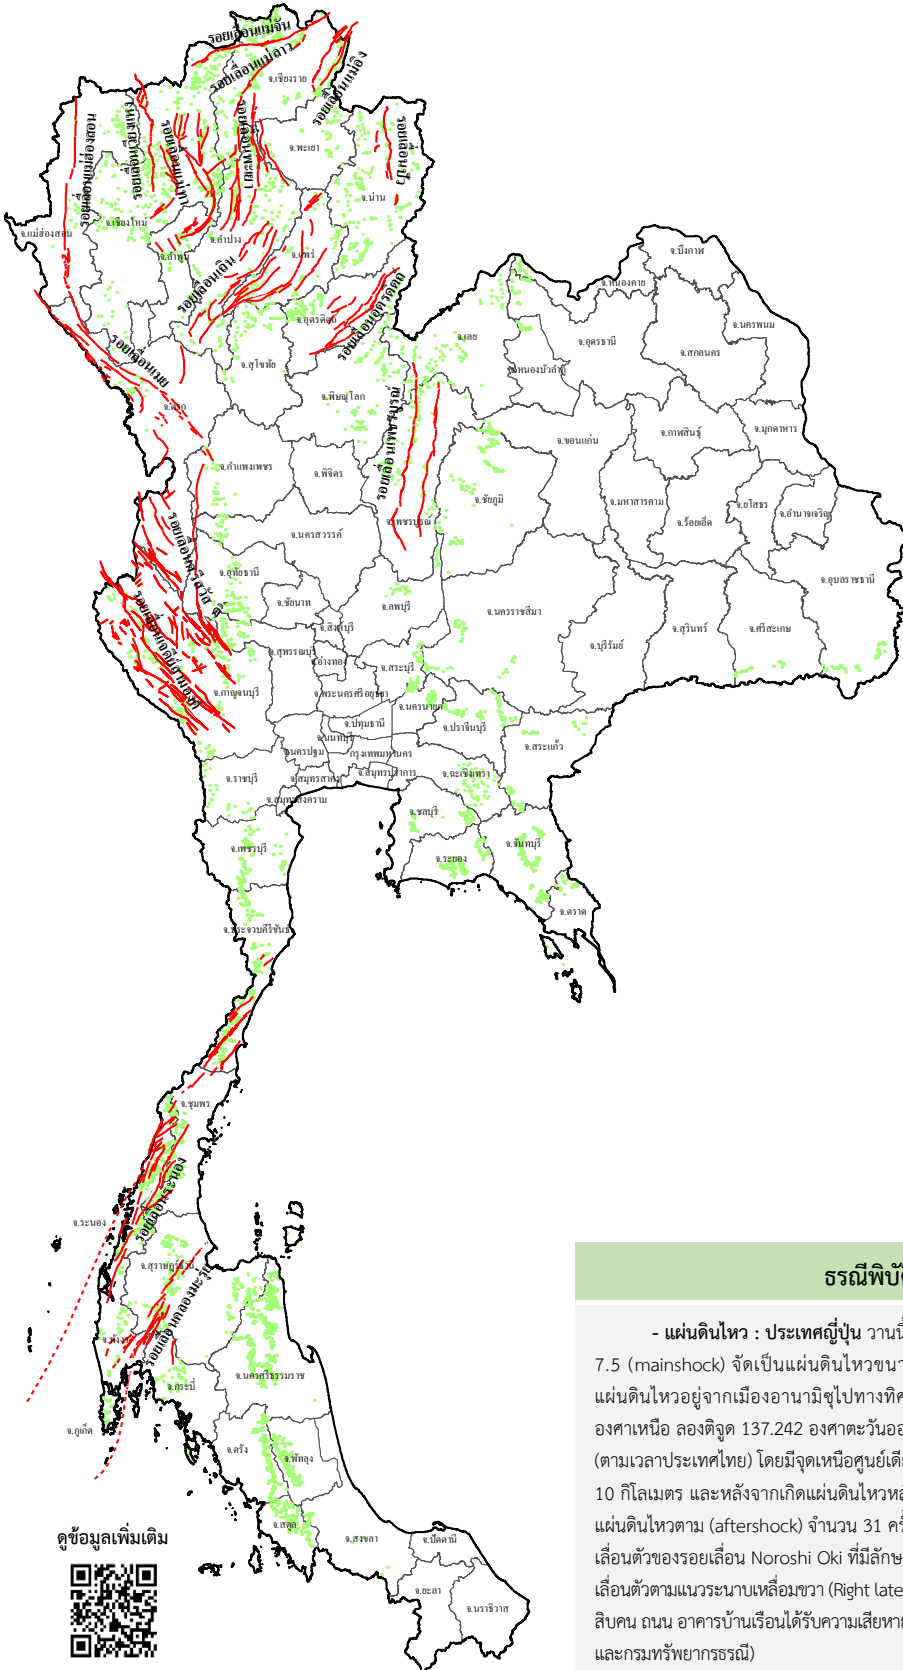 รอยเลื่อนแม่จัน
รอยเลื่อนแม่ลาว
จ.เชียงราย
รอยเลื่อนแม่อิง
รอยเลื่อนแม่ฮ่องสอน
รอยเลื่อนเวียงแหง
รอยเลื่อนแม่ทา
รอยเลื่อนพะเยา
จ.พะเยา
รอยเลื่อนปัว
จ.น่าน
จ.แม่ฮ่องสอน
จ.เชียงใหม่
จ.ลำพูน
จ.ลำปาง
จ.แพร่
รอยเลื่อนเถิน
จ.บึงกาฬ
จ.หนองคาย
รอยเลื่อนอุตรดิตถ์
จ.อุตรดิตถ์
จ.เลย
จ.อุดรธานี
จ.นครพนม
จ.สกลนคร
รอยเลื่อนเมย
จ.สุโขทัย
จ.หนองบัวลำภู
จ.ตาก
จ.พิษณุโลก
รอยเลื่อนเพชรบูรณ์
จ.ขอนแก่น
จ.กาฬสินธุ์
จ.มุกดาหาร
จ.กำแพงเพชร
จ.พิจิตร
จ.ชัยภูมิ
จ.มหาสารคาม
จ.ร้อยเอ็ด
จ.ยโสธร
จ.อำนาจเจริญ
จ.เพชรบูรณ์
จ.นครสวรรค์
รอยเลื่อนศรีสวัสดิ์
จ.อุทัยธานี
จ.อุบลราชธานี
รอยเลื่อนเจดีย์สามองค์
จ.ชัยนาท
จ.ลพบุรี
จ.นครราชสีมา
จ.สิงห์บุรี
จ.บุรีรัมย์
จ.สุรินทร์
จ.ศรีสะเกษ
จ.สุพรรณบุรี
จ.อ่างทอง
จ.สระบุรี
จ.กาญจนบุรี
จ.พระนครศรีอยุธยา
จ.นครนายก
จ.ปทุมธานี
จ.ปราจีนบุรี
จ.นนทบุรี
จ.สระแก้ว
จ.นครปฐม
กรุงเทพมหานคร
จ.ราชบุรี
จ.สมุทรสาคร
จ.สมุทรปราการ
จ.ฉะเชิงเทรา
จ.สมุทรสงคราม
จ.ชลบุรี
จ.เพชรบุรี
จ.ระยอง
จ.จันทบุรี
จ.ตราด
จ.ประจวบคีรีขันธ์
จ.ชุมพร
รอยเลื่อนระนอง
จ.ระนอง
จ.สุราษฎร์ธานี
รอยเลื่อนคลองมะรุ่ย
จ.พังงา
จ.กระบี่
จ.นครศรีธรรมราช
จ.ภูเก็ต
จ.ตรัง
จ.พัทลุง
จ.สตูล
จ.สงขลา
จ.ปัตตานี
จ.ยะลา
จ.นราธิวาส
ดูข้อมูลเพิ่มเติม
ธรณีพิบั
- แผ่นดินไหว : ประเทศญี่ปุ่น วานนี้
7.5 (mainshock) จัดเป็นแผ่นดินไหวขนา
แผ่นดินไหวอยู่จากเมืองอานามิซุไปทางทิศ
องศาเหนือ ลองติจูด 137.242 องศาตะวันออ
(ตามเวลาประเทศไทย) โดยมีจุดเหนือศูนย์เกิ
10 กิโลเมตร และหลังจากเกิดแผ่นดินไหวหลั
แผ่นดินไหวตาม (aftershock) จำนวน 31 ครั้
เลื่อนตัวของรอยเลื่อน Noroshi Oki ที่มีลักษ
เลื่อนตัวตามแนวระนาบเหลื่อมขวา (Right late
สิบคน ถนน อาคารบ้านเรือนได้รับความเสียหา
และกรมทรัพยากรธรณี)